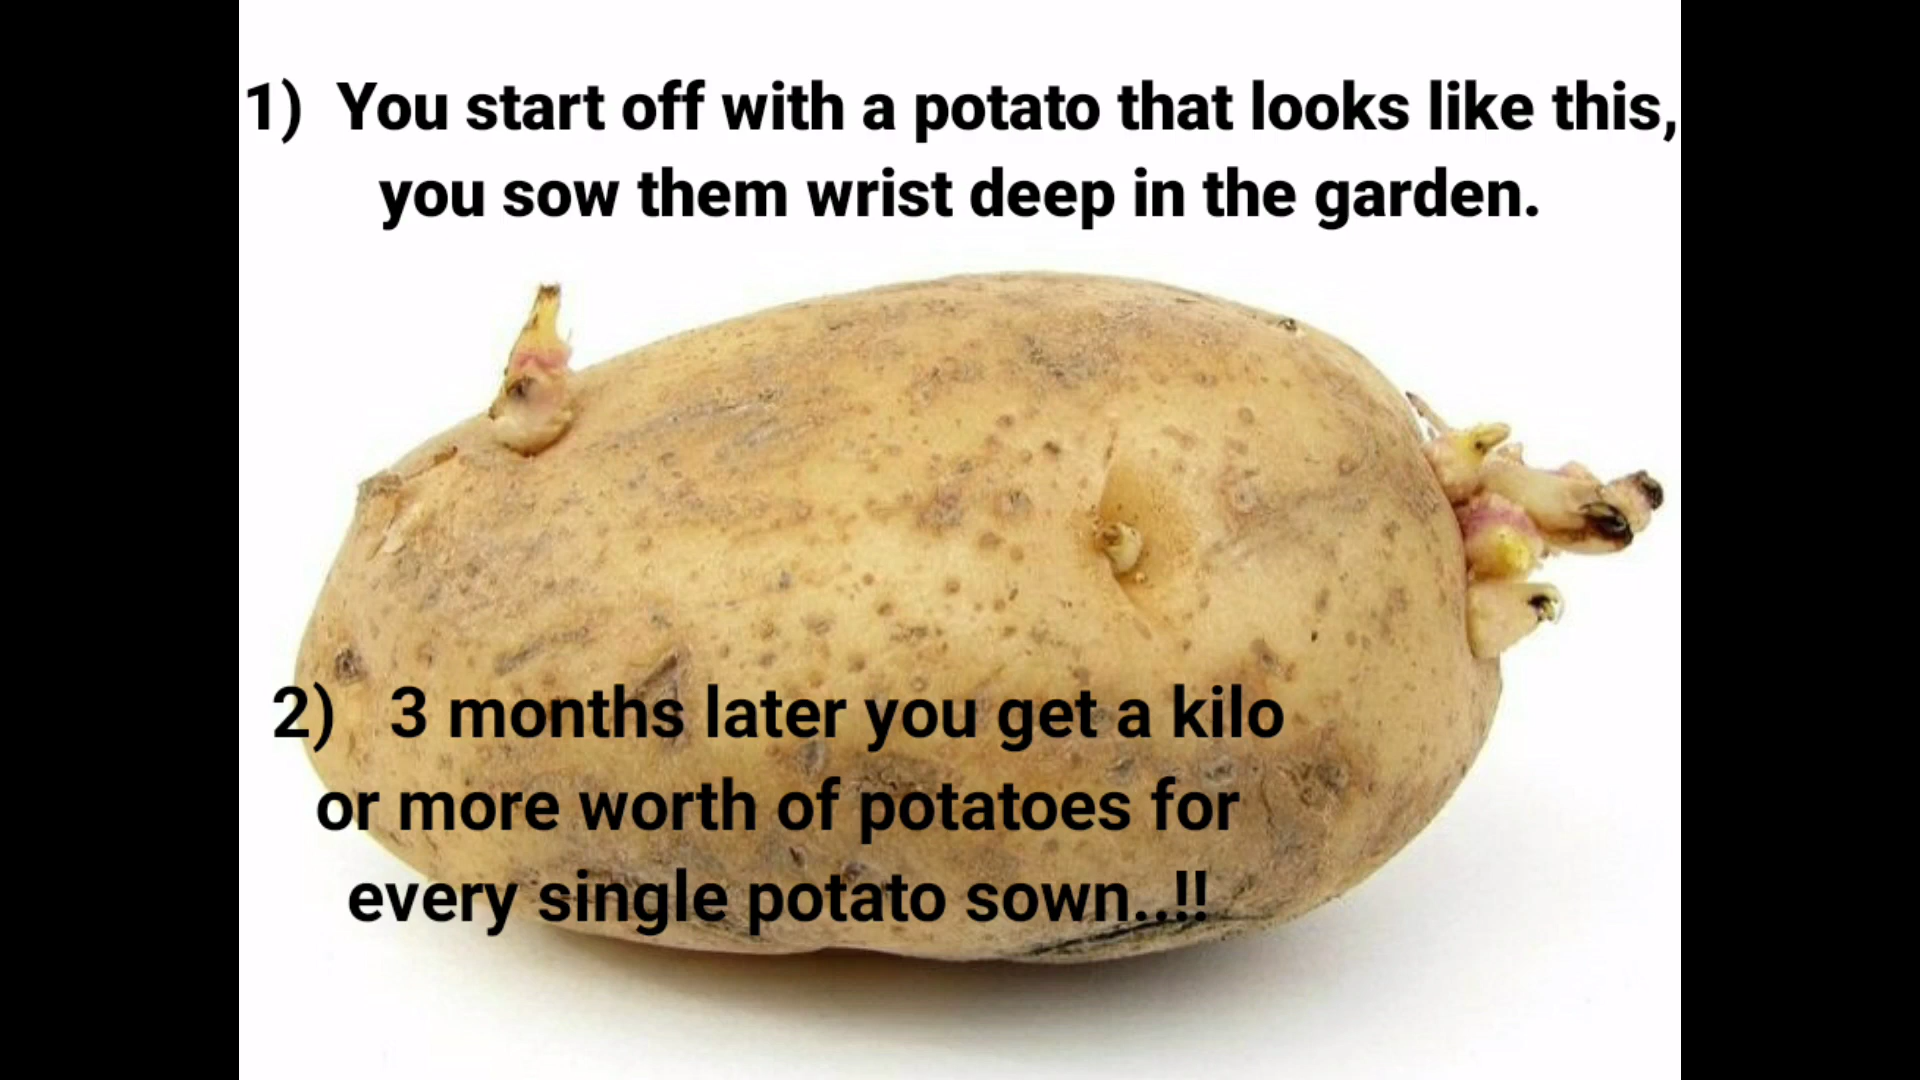 1) You start off with a potato that looks like this,
you sow them wrist deep in the garden.
2) 3 months later you get a kilo
or more worth of potatoes for
every single potato sown..!!